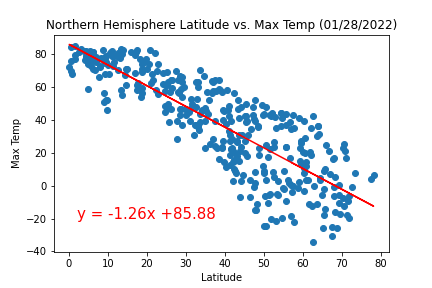 Northern Hemisphere Latitude vs. Max Temp (01/28/2022)
80
60
40
20
0
−20
−40
Max Temp
y = -1.26x +85.88
0 10 20 30 40 50 60 70 80
Latitude